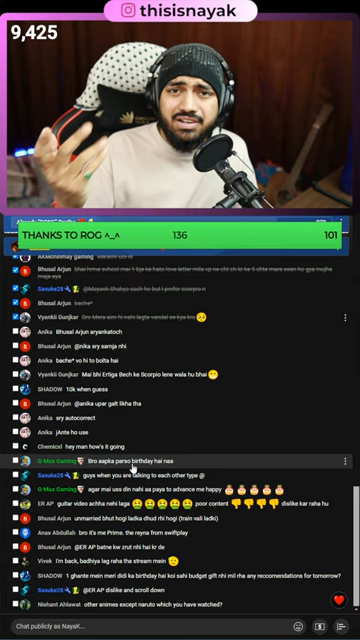 thisisnayak
9,425
THANKS TO ROG ^_^ 136 101
Bhusal Arjun
Sasuke28 @Mayank Shakya
Bhusal Arjun bache*
Vyankii Gunjkar
Anika Bhusal Arjun aryankatoch
Bhusal Arjun @nika sry samja nhi
Anika bache* vo hi to bolta hai
Vyankii Gunjkar Mai bhi Ertiga Bech ke Scorpio lene wala hu bhai😁
SHADOW 10k when guess
Bhusal Arjun @anika upar galt likha tha
Anika sry autocorrect
Anika jAnte ho use
Chemicsl hey man how's it going
G-Max Gaming Bro aapka parso birthday hai naa
Sasuke28 guys when you are talking to each other type @
G-Max Gaming agar mai uss din nahi sa paya to advance me happy 🎂🎂🎂🎂🎂
ER AP guitar video achha nehi laga 🤮🤮🤮🤮🤮 poor content 👎👎👎👎 dislike kar raha hu
Bhusal Arjun unmarried bhut hogi ladka dhud rhi hogi (train vali ladki)
Anas Abdullah bro it's me Prime. the reyna from swiftplay
Bhusal Arjun @ER AP batne kw zrut nhi hai kr de
Vivek I'm back, badhiya lag raha the stream mein
SHADOW 1 ghante mein meri didi ka birthday hai koi sahi budget gift nhi mil rha any reccomendations for tomorrow?
Sasuke28 @ER AP dislike and scroll down
Nishant Ahlawat other animes except naruto which you have watched?
Chat publicly as NayaK...